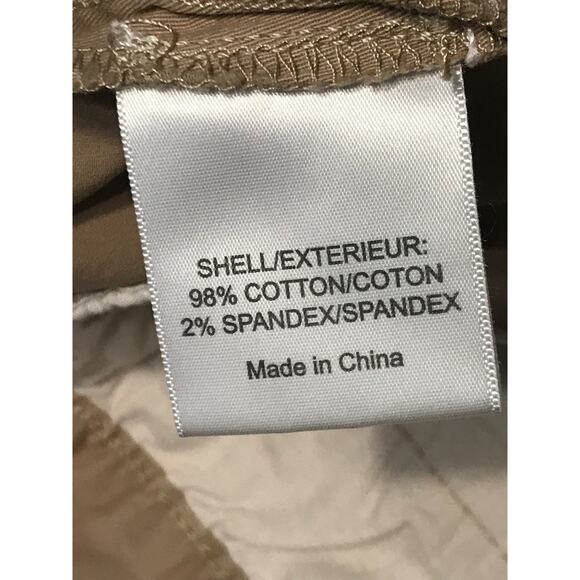 SHELL/EXTERIEUR:
98% COTTON/COTON
2% SPANDEX/SPANDEX
Made in China